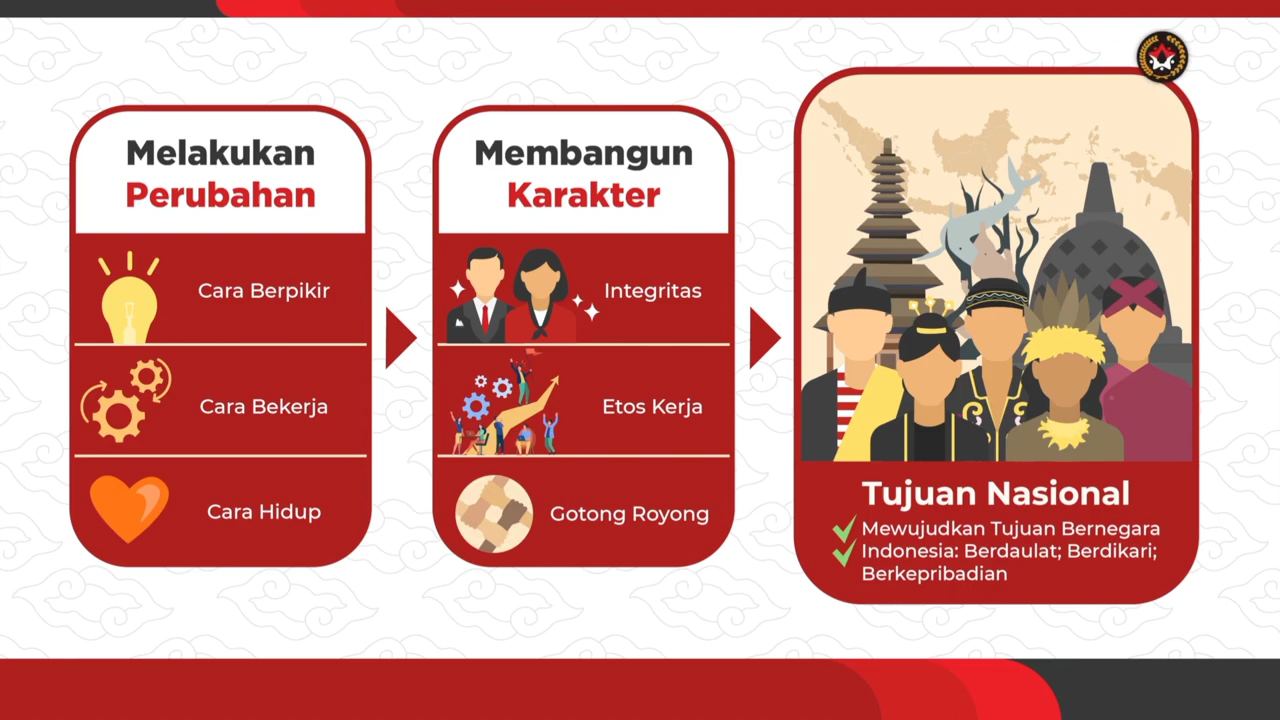 Melakukan
Perubahan
Cara Berpikir
Cara Bekerja
Cara Hidup
Membangun
Karakter
Integritas
Etos Kerja
Gotong Royong
Tujuan Nasional
Mewujudkan Tujuan Bernegara
Indonesia: Berdaulat; Berdikari;
Berkepribadian